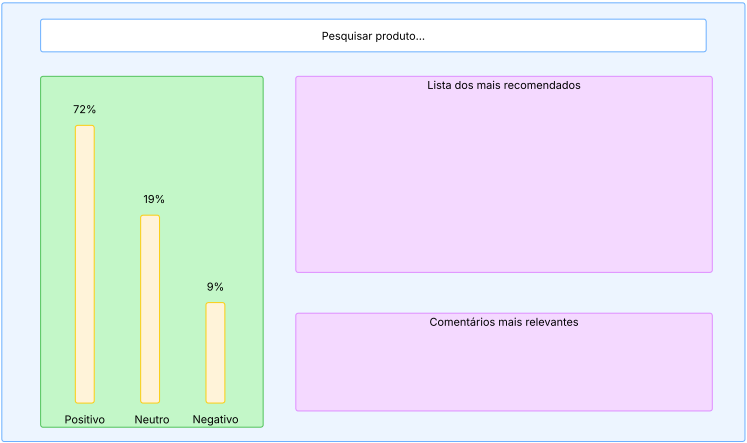 Pesquisar produto...
72%
19%
9%
Positivo
Neutro
Negativo
Lista dos mais recomendados
Comentários mais relevantes